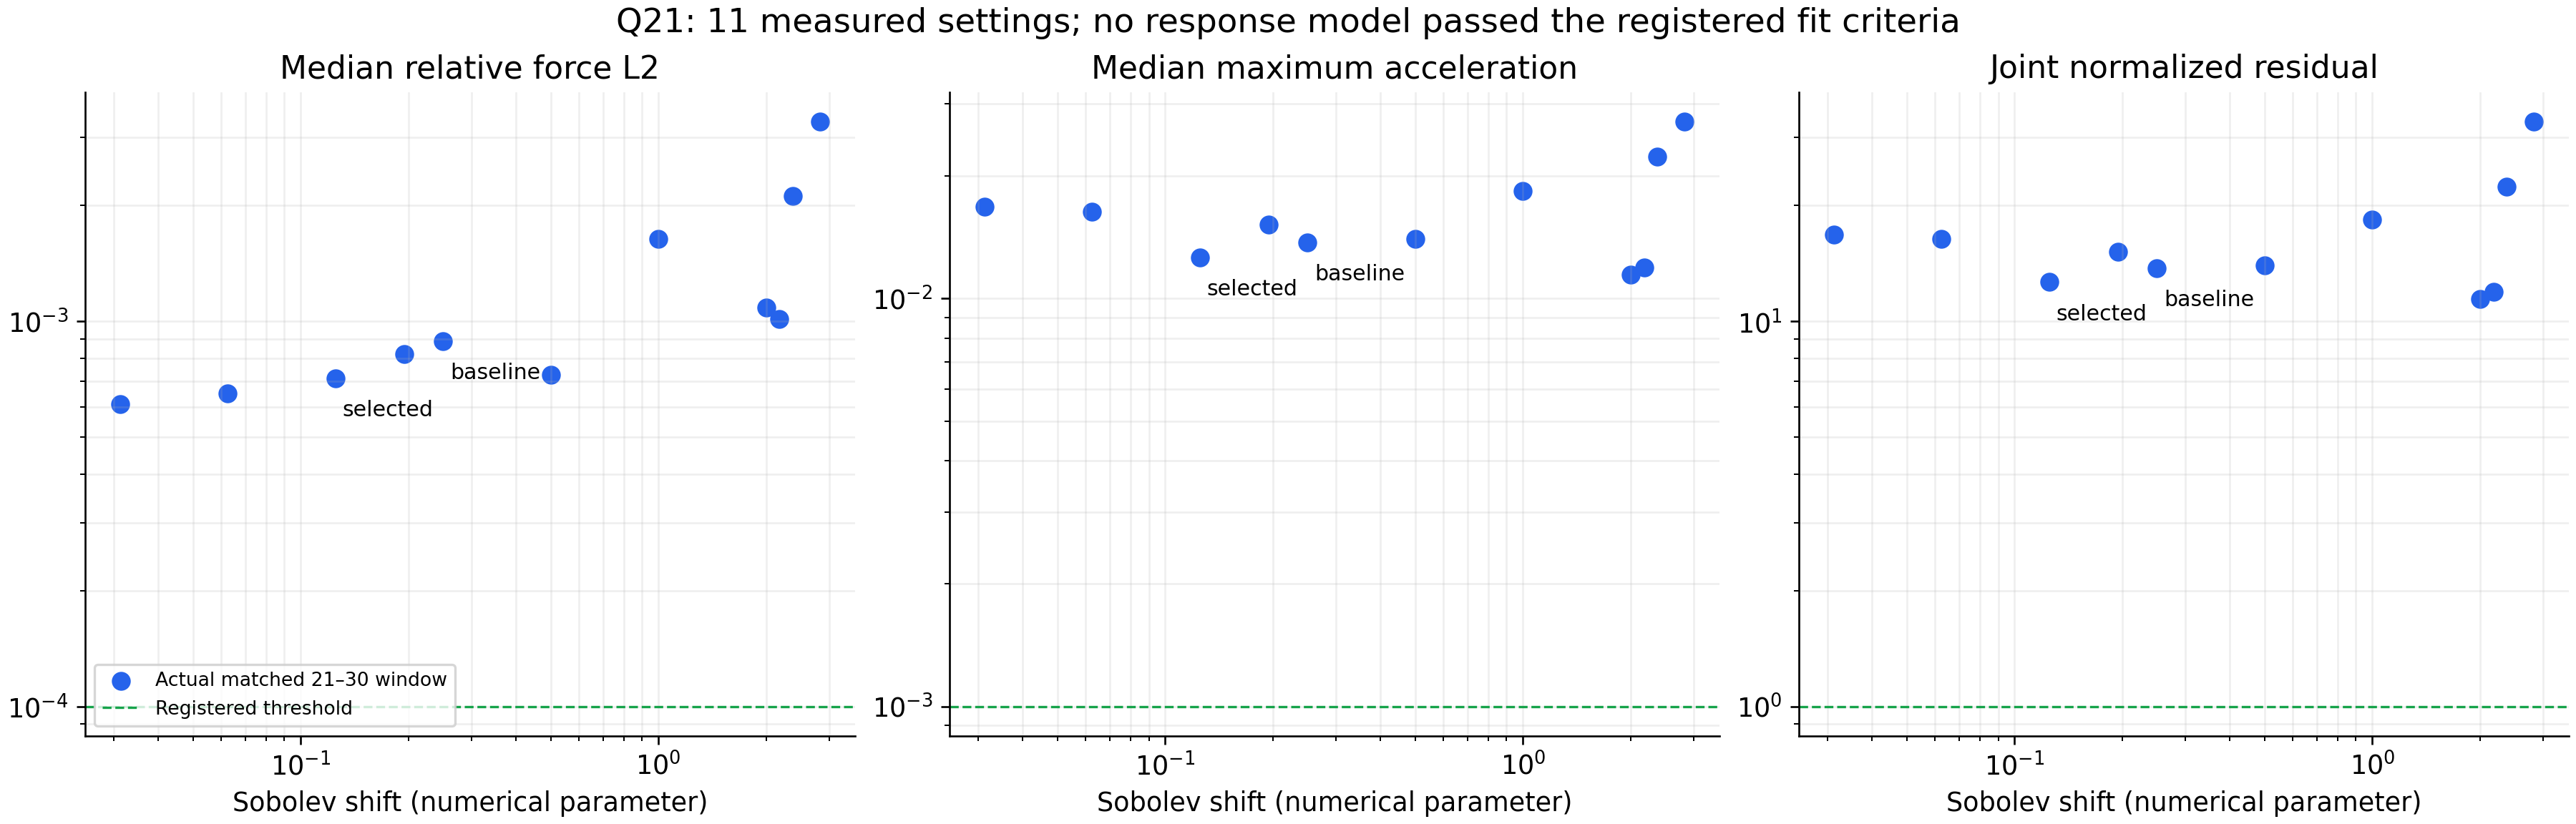 Q21: 11 measured settings; no response model passed the registered fit criteria
Median relative force L2
10⁻³
10⁻⁴
selected
baseline
Actual matched 21–30 window
Registered threshold
10⁻¹
10⁰
Sobolev shift (numerical parameter)
Median maximum acceleration
10⁻²
10⁻³
selected
baseline
10⁻¹
10⁰
Sobolev shift (numerical parameter)
Joint normalized residual
10¹
10⁰
selected
baseline
10⁻¹
10⁰
Sobolev shift (numerical parameter)